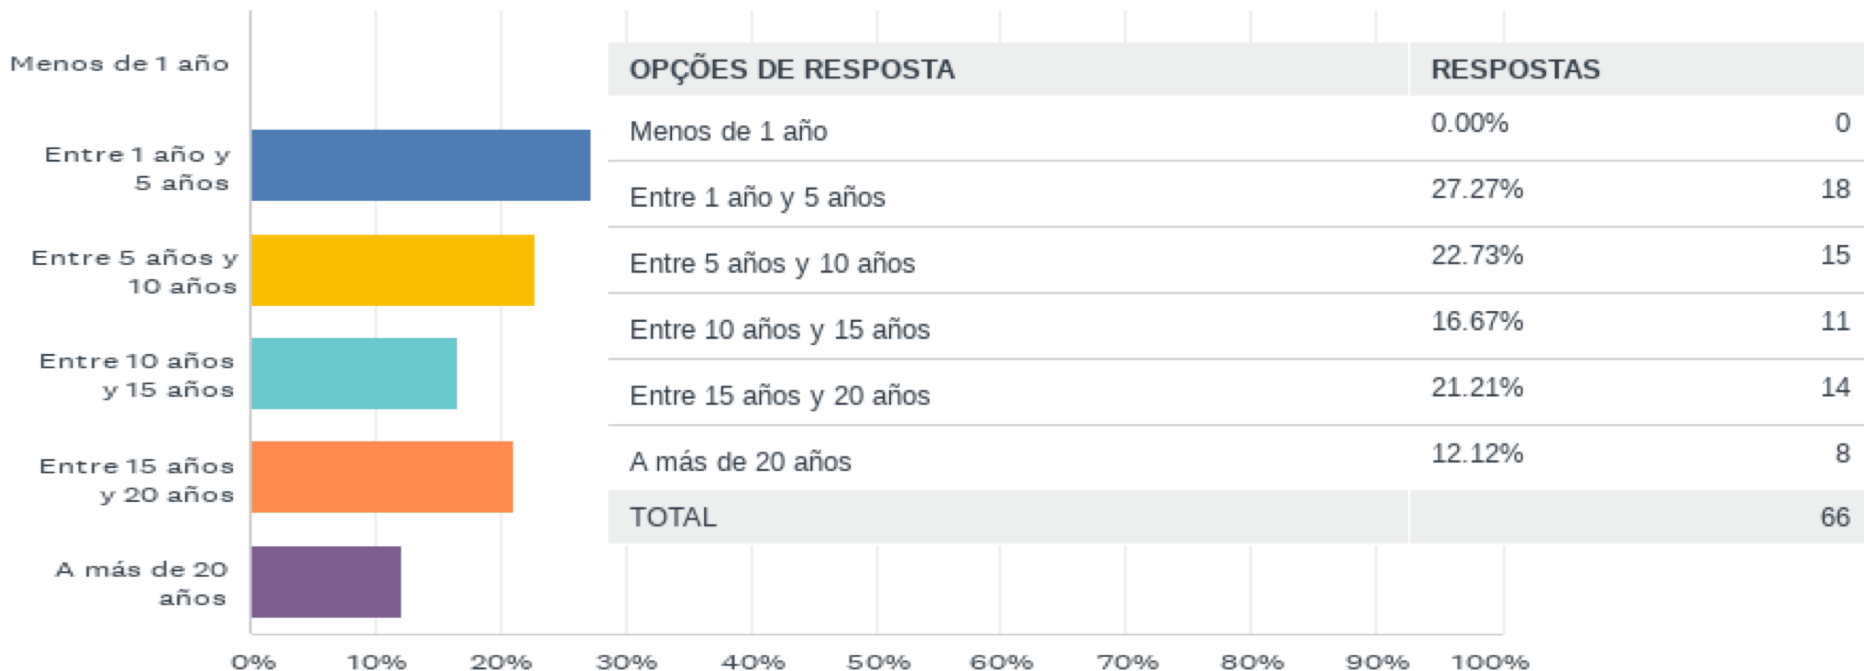 Menos de 1 año
Entre 1 año y
5 años
Entre 5 años y
10 años
Entre 10 años
y 15 años
Entre 15 años
y 20 años
A más de 20
años
0% 10% 20% 30% 40% 50% 60% 70% 80% 90% 100%
OPÇÕES DE RESPOSTA RESPOSTAS
Menos de 1 año 0.00% 0
Entre 1 año y 5 años 27.27% 18
Entre 5 años y 10 años 22.73% 15
Entre 10 años y 15 años 16.67% 11
Entre 15 años y 20 años 21.21% 14
A más de 20 años 12.12% 8
TOTAL 66